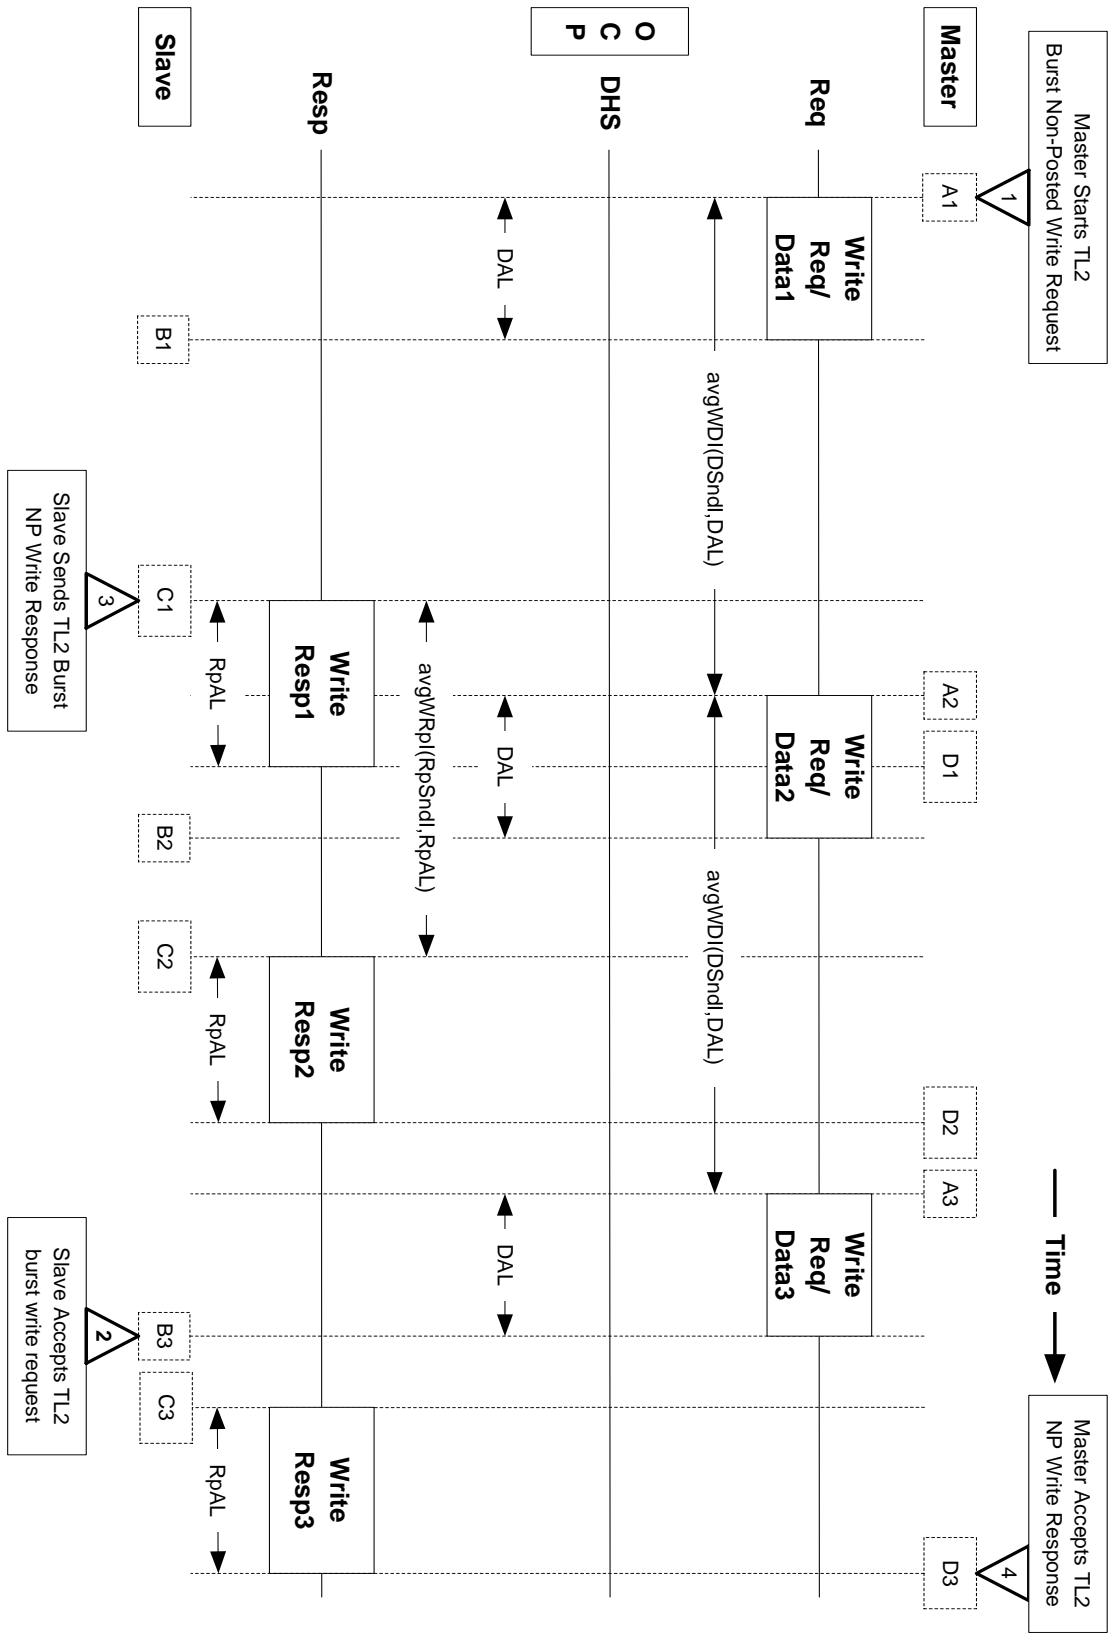 Master Starts TL2
Burst Non-Posted Write Request
Time
Master Accepts TL2
NP Write Response
1
4
Master
A1
A2
D1
D2
A3
D3
Req
Write
Req/
Data1
Write
Req/
Data2
Write
Req/
Data3
avgWDI(DSndI,DAL)
avgWDI(DSndI,DAL)
O
C
P
DHS
DAL
DAL
DAL
avgWRpI(RpSndI,RpAL)
Resp
Write
Resp1
Write
Resp2
Write
Resp3
RpAL
RpAL
RpAL
Slave
B1
C1
B2
C2
B3
C3
3
2
Slave Sends TL2 Burst
NP Write Response
Slave Accepts TL2
burst write request